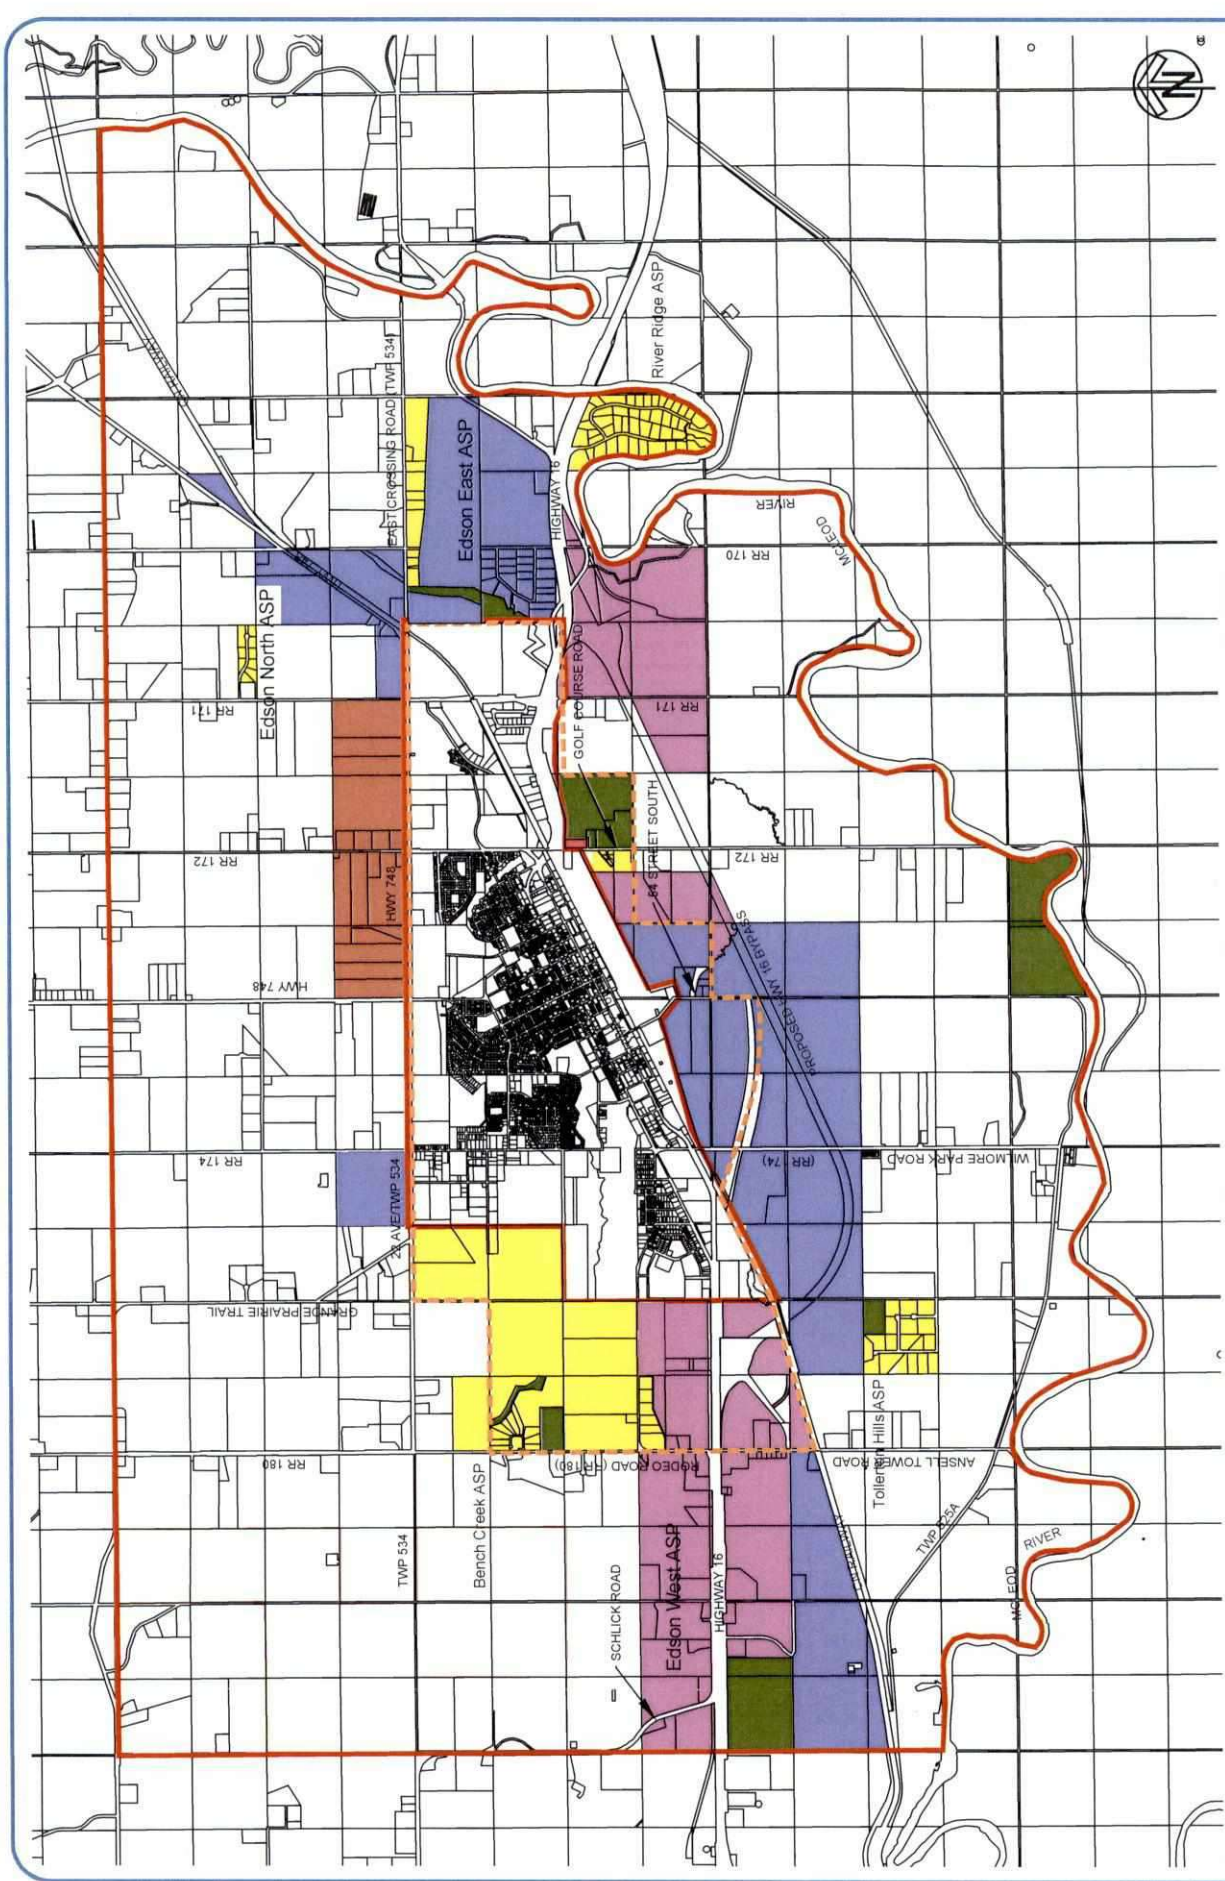 N
River Ridge ASP
EAST CROSSING ROAD (TWP 534)
Edson East ASP
HIGHWAY 16
RIVER
MCLEOD
RR 170
Edson North ASP
RR 171
GOLF COURSE ROAD
RR 171
RR 172
HWY 748
54 STREET SOUTH
RR 172
HWY 748
PROPOSED HWY 16 BYPASS
RR 174
22 AVE/TWP 534
(RR 174)
WILMORE PARK ROAD
GRANDE PRAIRIE TRAIL
RR 180
Bench Creek ASP
RODEO ROAD (RR 180)
Tollerton Hills ASP
ANSELL TOWER ROAD
TWP 534
SCHLICK ROAD
Edson West ASP
HIGHWAY 16
TWP 525A
RIVER
MCLEOD